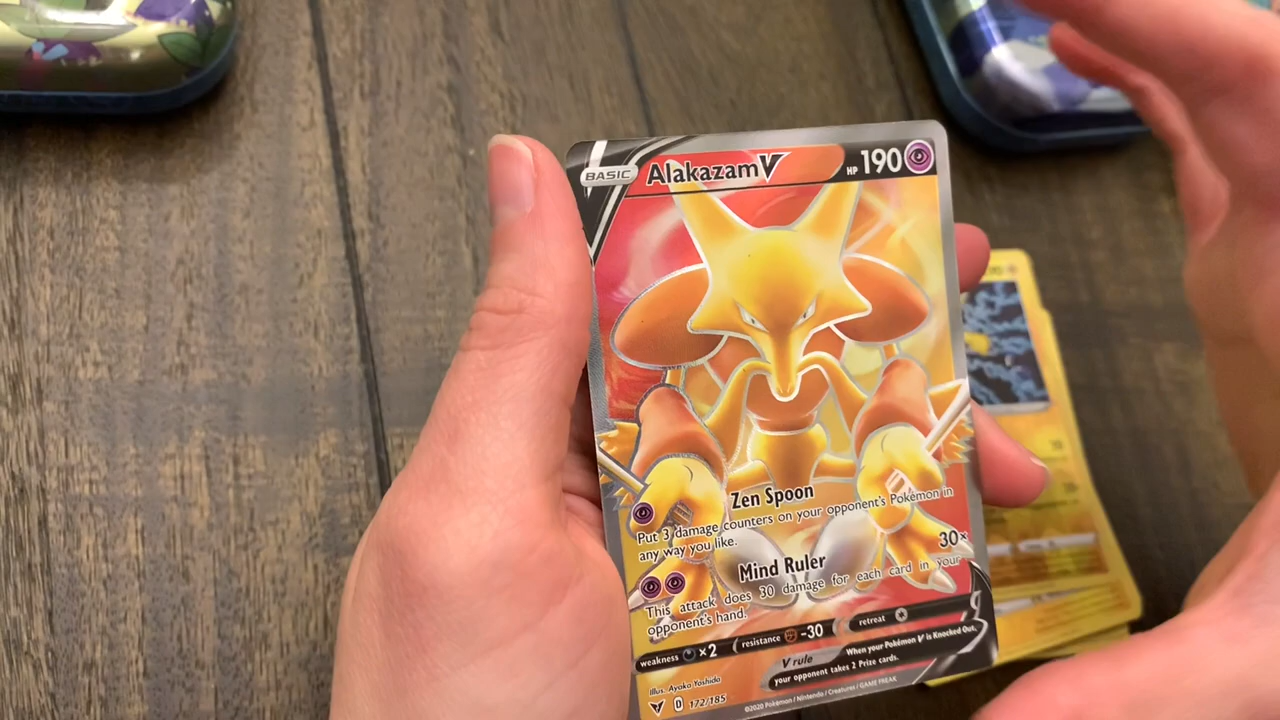 BASIC AlakazamV HP 190
Zen Spoon
Put 3 damage counters on your opponent's Pokémon in
any way you like.
Mind Ruler 30×
This attack does 30 damage for each card in your
opponent's hand.
weakness ×2 resistance -30 retreat
V rule When your Pokémon V is Knocked Out,
your opponent takes 2 Prize cards.
Illus. Ayaka Yoshida
D 172/185
©2020 Pokémon / Nintendo / Creatures / GAME FREAK